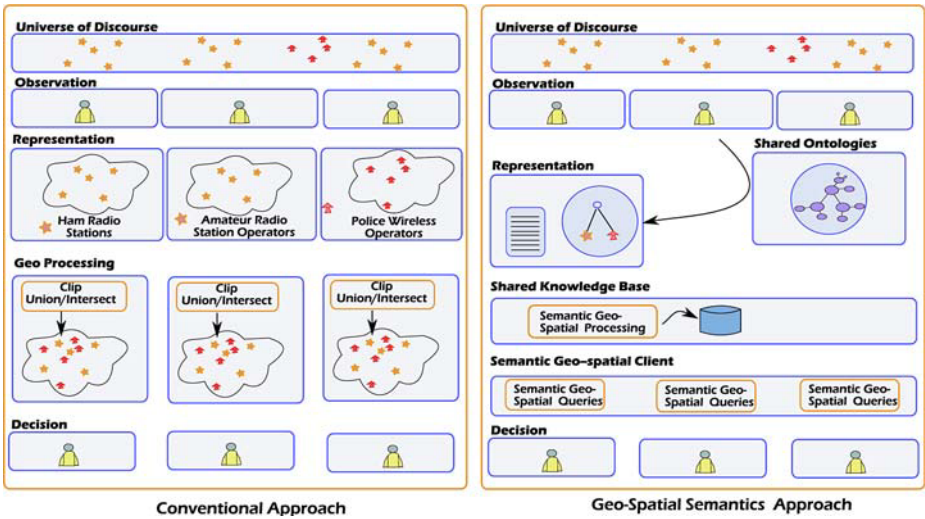 Universe of Discourse
Observation
Representation
Ham Radio
Stations
Amateur Radio
Station Operators
Police Wireless
Operators
Geo Processing
Clip
Union/Intersect
Clip
Union/Intersect
Clip
Union/Intersect
Decision
Conventional Approach
Universe of Discourse
Observation
Shared Ontologies
Representation
Shared Knowledge Base
Semantic Geo-
Spatial Processing
Semantic Geo-spatial Client
Semantic Geo-
Spatial Queries
Semantic Geo-
Spatial Queries
Semantic Geo-
Spatial Queries
Decision
Geo-Spatial Semantics Approach